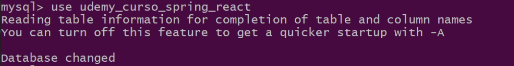 mysql> use udemy_curso_spring_react
Reading table information for completion of table and column names
You can turn off this feature to get a quicker startup with -A
Database changed